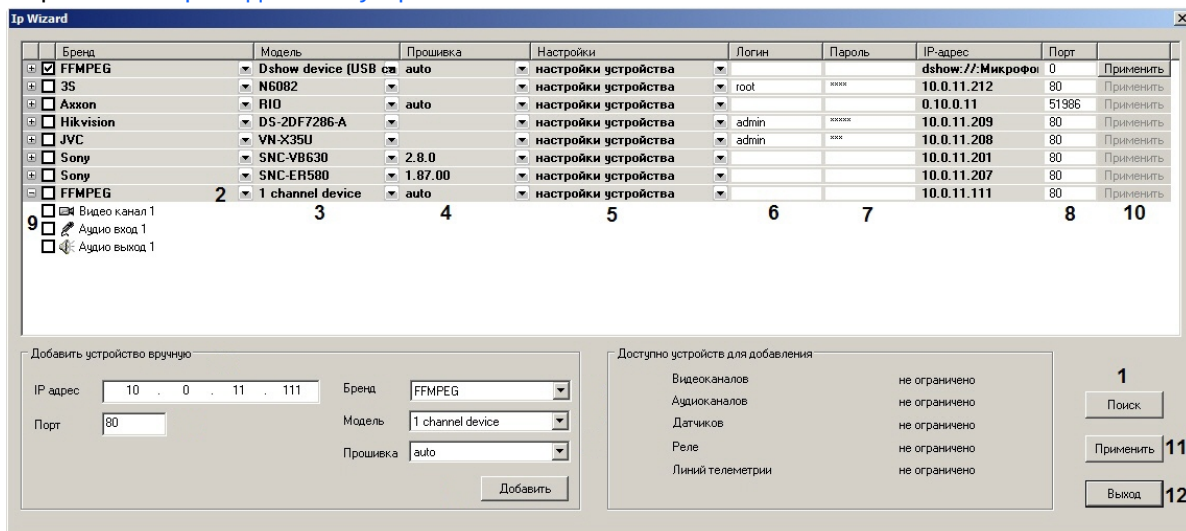 Ip Wizard
Бренд Модель Прошивка Настройки Логин Пароль IP-адрес Порт
FFMPEG Dshow device (USB ca auto настройки устройства dshow://:Микрофо 0 Применить
3S N6082 настройки устройства root **** 10.0.11.212 80 Применить
Axxon RIO auto настройки устройства 0.10.0.11 51986 Применить
Hikvision DS-2DF7286-A настройки устройства admin ***** 10.0.11.209 80 Применить
JVC VN-X35U настройки устройства admin *** 10.0.11.208 80 Применить
Sony SNC-VB630 2.8.0 настройки устройства 10.0.11.201 80 Применить
Sony SNC-ER580 1.87.00 настройки устройства 10.0.11.207 80 Применить
FFMPEG 2 1 channel device auto настройки устройства 10.0.11.111 80 Применить
Видео канал 1 3 4 5 6 7 8 10
9 Аудио вход 1
Аудио выход 1
Добавить устройство вручную
IP адрес 10 . 0 . 11 . 111 Бренд FFMPEG
Порт 80 Модель 1 channel device
Прошивка auto
Добавить
Доступно устройств для добавления
Видеоканалов не ограничено
Аудиоканалов не ограничено
Датчиков не ограничено
Реле не ограничено
Линий телеметрии не ограничено
1
Поиск
Применить 11
Выход 12